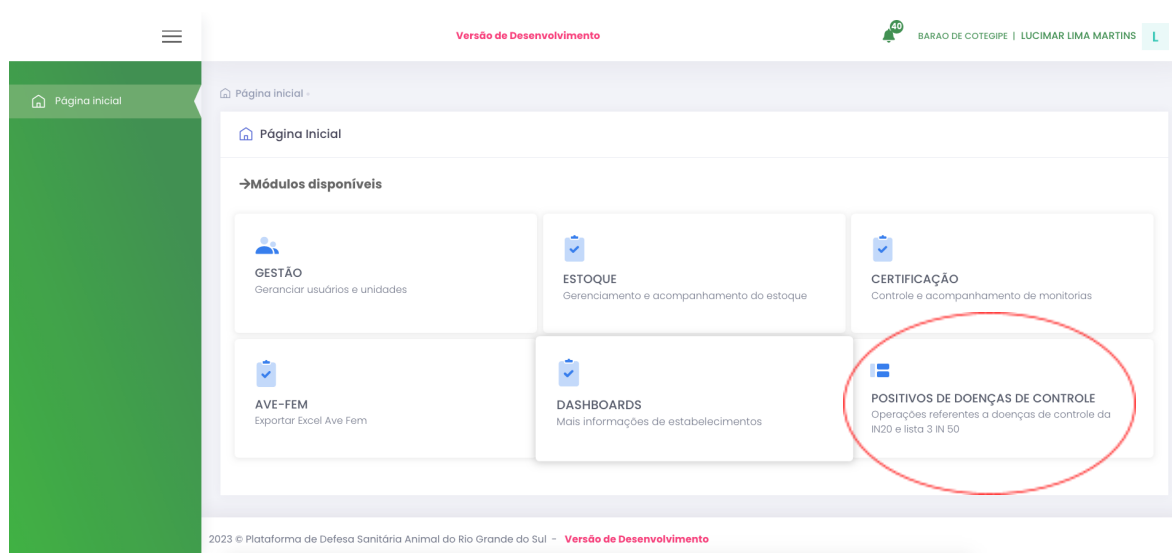 Versão de Desenvolvimento
40
BARAO DE COTEGIPE | LUCIMAR LIMA MARTINS
L
Página inicial
Página inicial -
Página Inicial
→Módulos disponíveis
GESTÃO
Geranciar usuários e unidades
ESTOQUE
Gerenciamento e acompanhamento do estoque
CERTIFICAÇÃO
Controle e acompanhamento de monitorias
AVE-FEM
Exportar Excel Ave Fem
DASHBOARDS
Mais informações de estabelecimentos
POSITIVOS DE DOENÇAS DE CONTROLE
Operações referentes a doenças de controle da
IN20 e lista 3 IN 50
2023 © Plataforma de Defesa Sanitária Animal do Rio Grande do Sul - Versão de Desenvolvimento